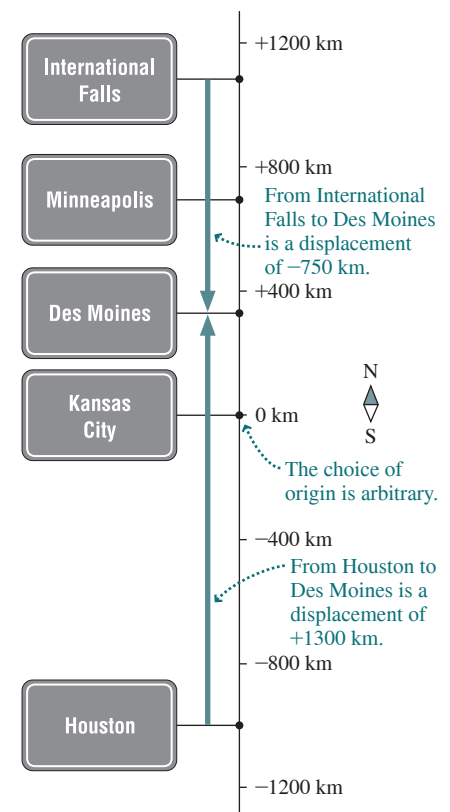 +1200 km
International
Falls
+800 km
Minneapolis
From International
Falls to Des Moines
is a displacement
of −750 km.
+400 km
Des Moines
N
S
Kansas
City
0 km
The choice of
origin is arbitrary.
−400 km
From Houston to
Des Moines is a
displacement of
+1300 km.
−800 km
Houston
−1200 km